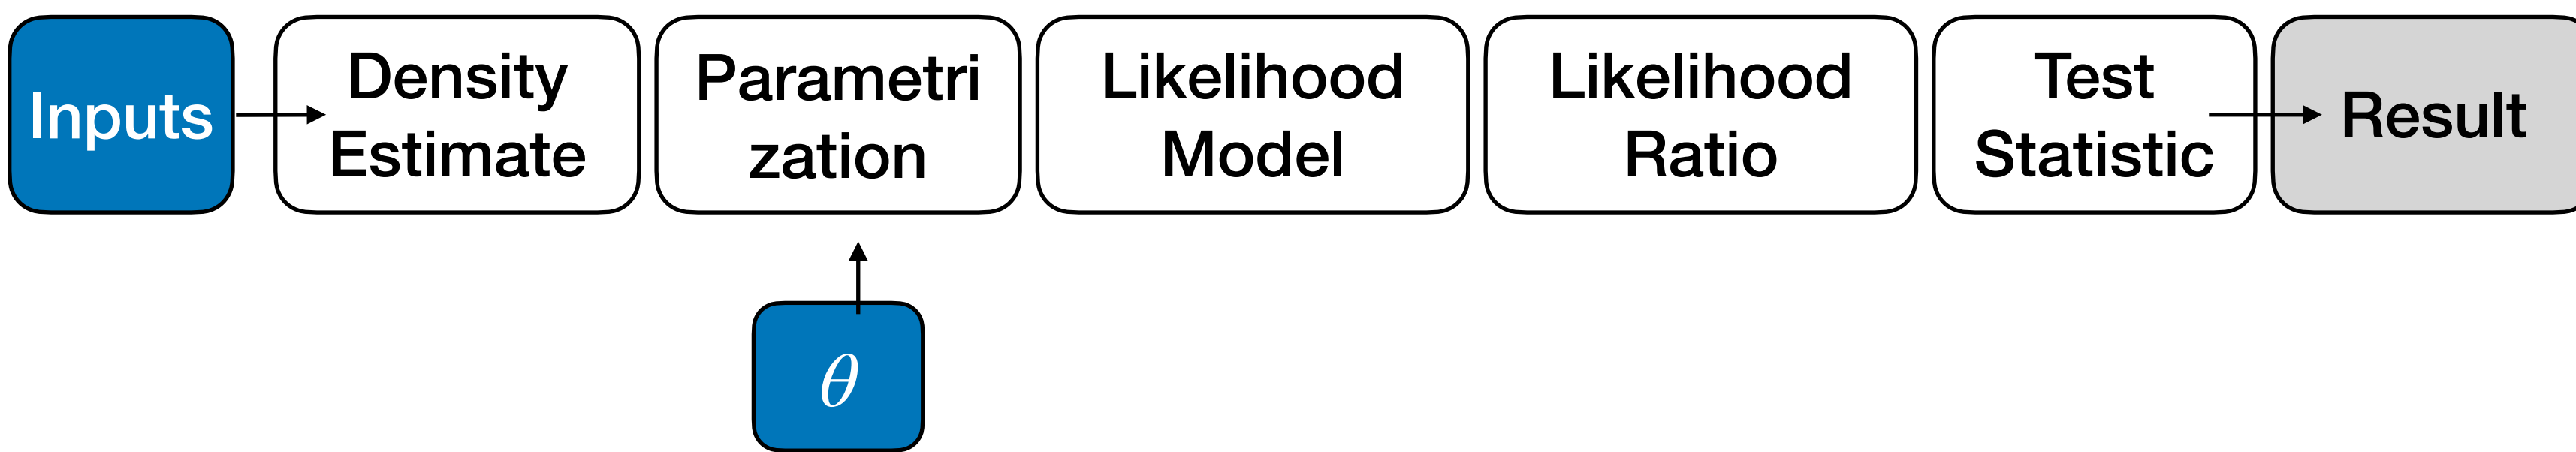 Inputs
Density
Estimate
Parametri
zation
Likelihood
Model
Likelihood
Ratio
Test
Statistic
Result
θ